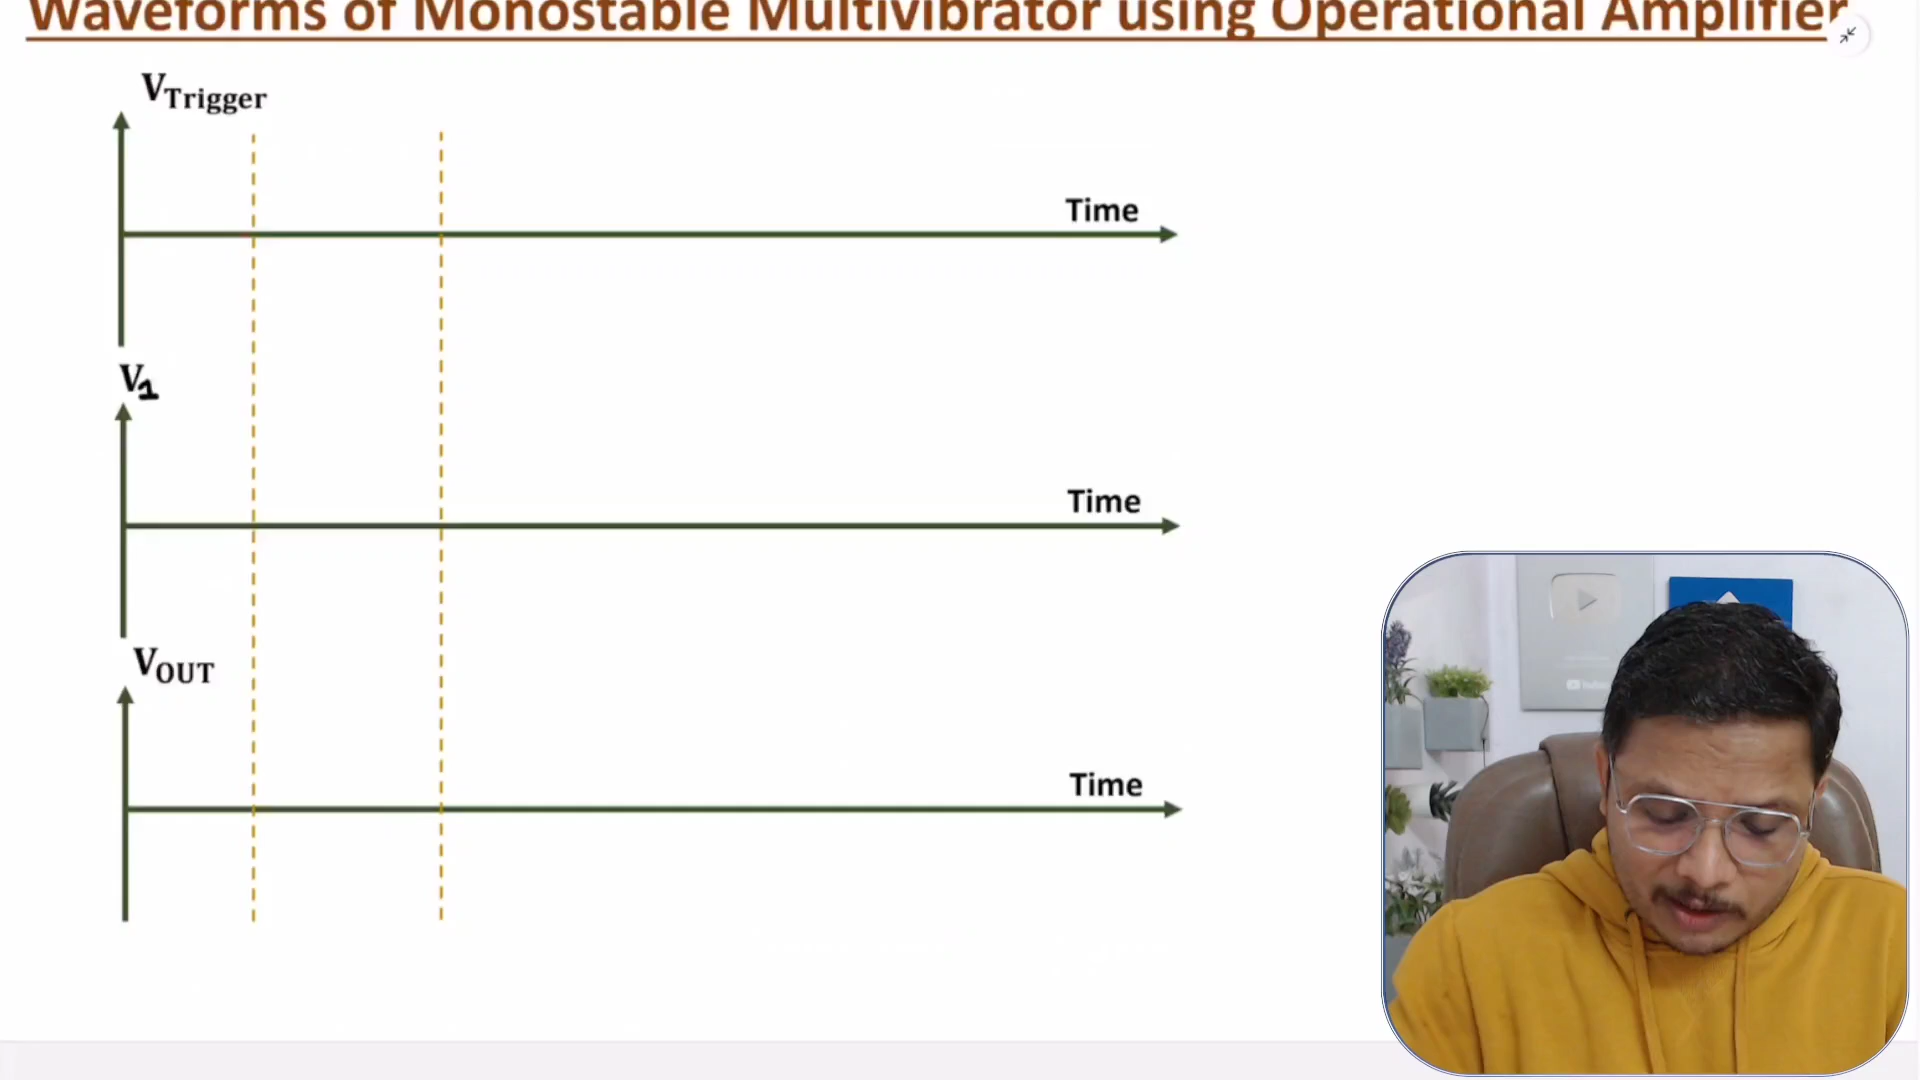 Waveforms of Monostable Multivibrator using Operational Amplifier
VTrigger
Time
V1
Time
VOUT
Time